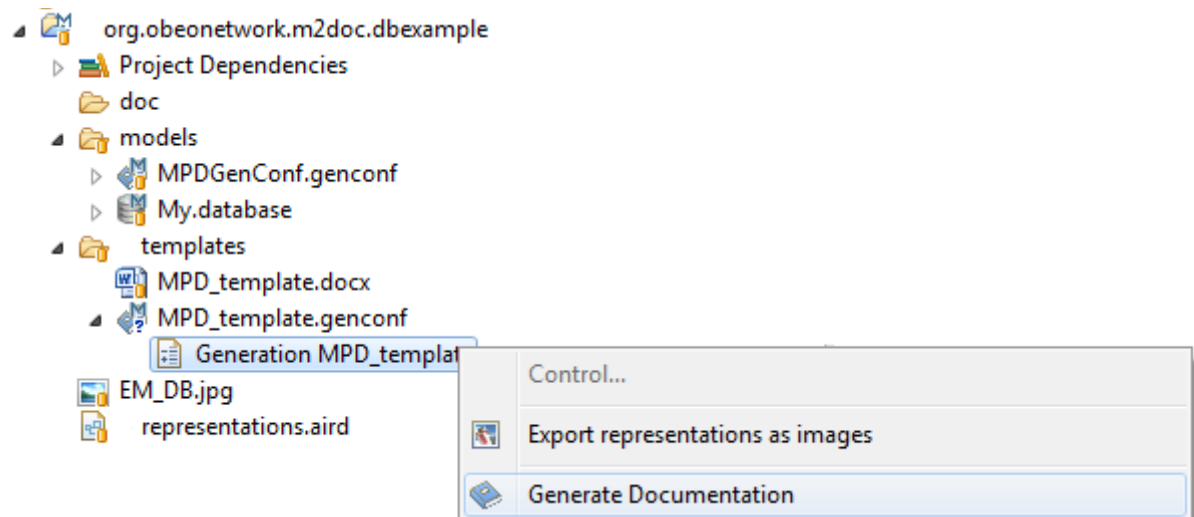 org.obeonetwork.m2doc.dbexample
Project Dependencies
doc
models
MPDGenConf.genconf
My.database
templates
MPD_template.docx
MPD_template.genconf
Generation MPD_templat
Control...
EM_DB.jpg
representations.aird
Export representations as images
Generate Documentation